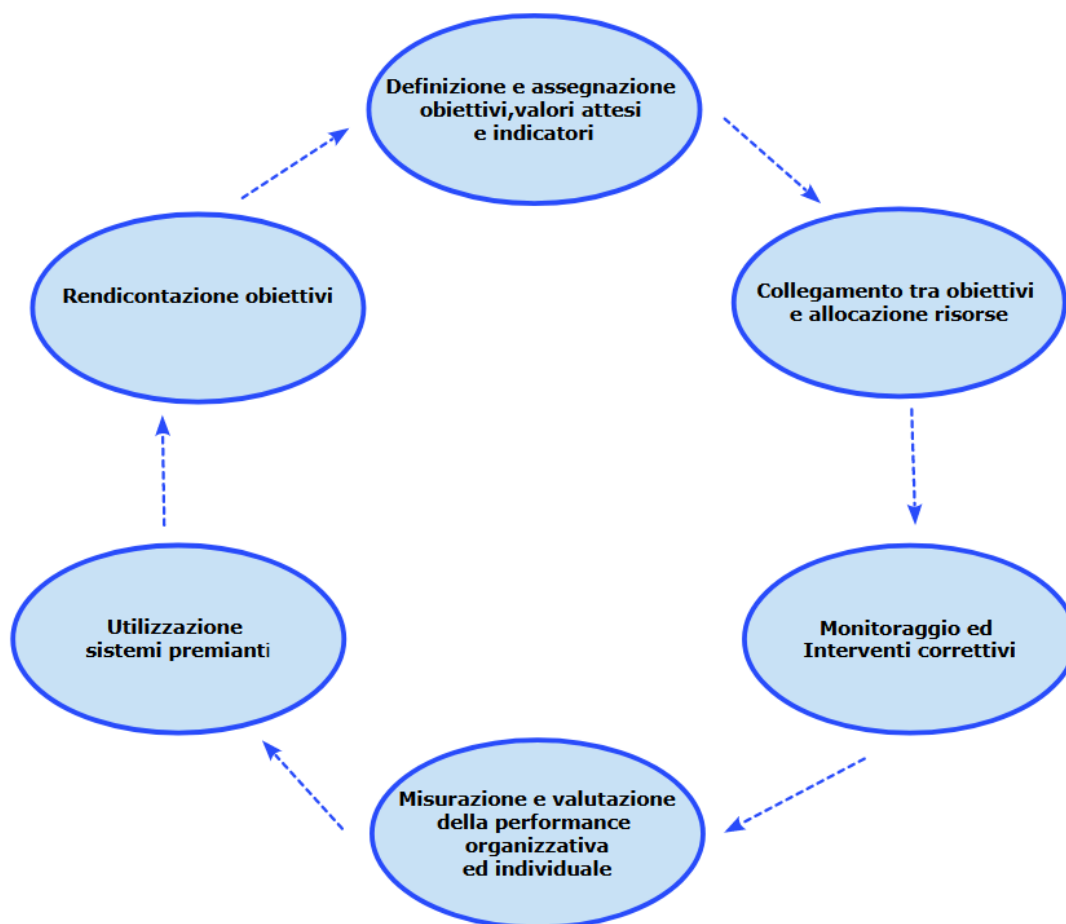 Definizione e assegnazione
obiettivi,valori attesi
e indicatori
Collegamento tra obiettivi
e allocazione risorse
Monitoraggio ed
Interventi correttivi
Misurazione e valutazione
della performance
organizzativa
ed individuale
Utilizzazione
sistemi premianti
Rendicontazione obiettivi